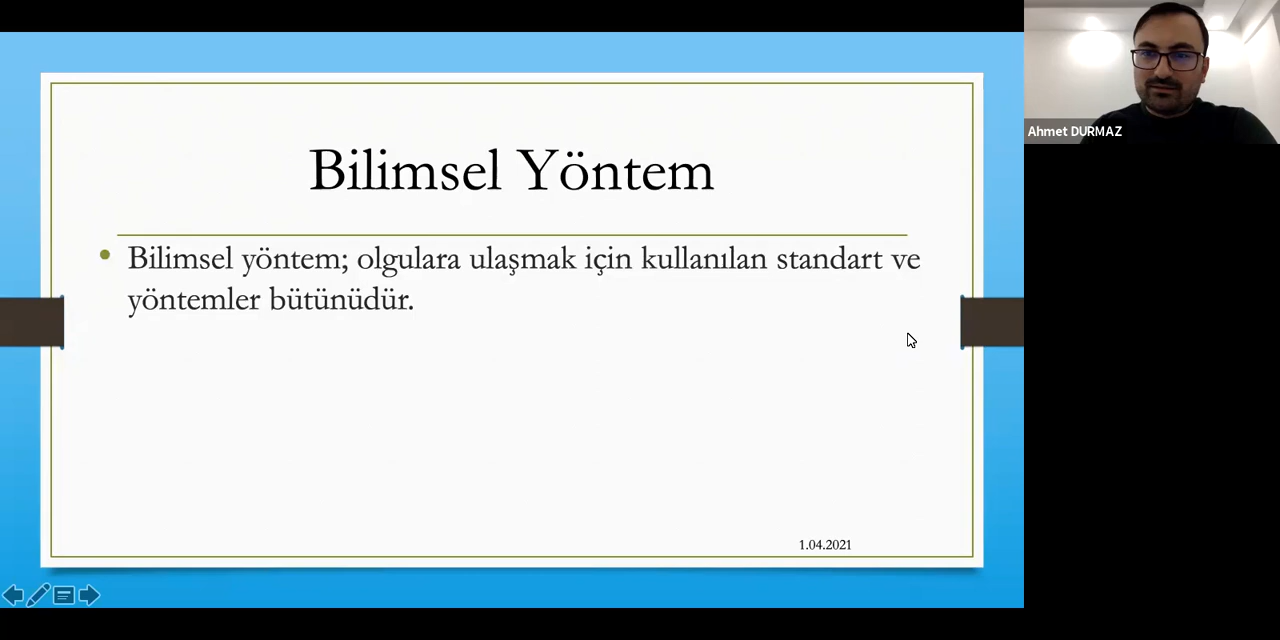 Bilimsel Yöntem
Bilimsel yöntem; olgulara ulaşmak için kullanılan standart ve
yöntemler bütünüdür.
1.04.2021
Ahmet DURMAZ